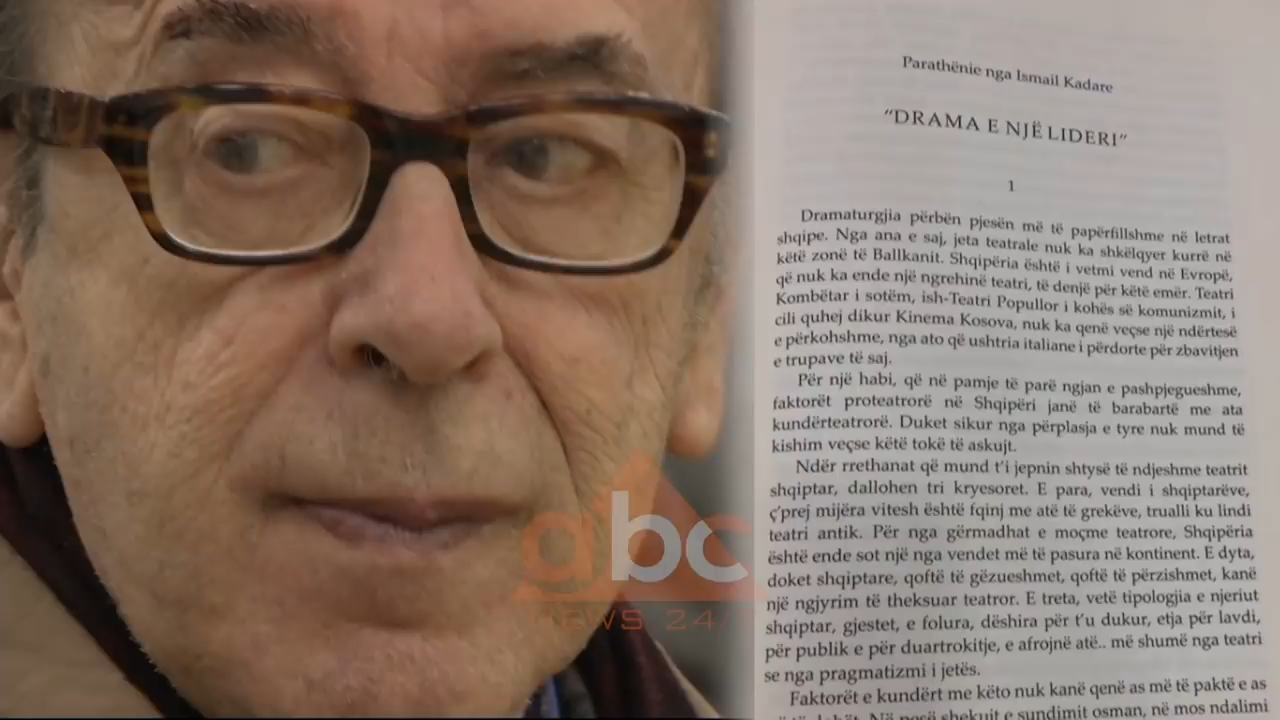 Parathënie nga Ismail Kadare
"DRAMA E NJË LIDERI"
1
Dramaturgjia përbën pjesën më të papërfillshme në letrat
shqipe. Nga ana e saj, jeta teatrale nuk ka shkëlqyer kurrë në
këtë zonë të Ballkanit. Shqipëria është i vetmi vend në Evropë,
që nuk ka ende një ngrehinë teatri, të denjë për këtë emër. Teatri
Kombëtar i sotëm, ish-Teatri Popullor i kohës së komunizmit, i
cili quhej dikur Kinema Kosova, nuk ka qenë veçse një ndërtesë
e përkohshme, nga ato që ushtria italiane i përdorte për zbavitjen
e trupave të saj.
Për një habi, që në pamje të parë ngjan e pashpjegueshme,
faktorët proteatrorë në Shqipëri janë të barabartë me ata
kundërteatrorë. Duket sikur nga përplasja e tyre nuk mund të
kishim veçse këtë tokë të askujt.
Ndër rrethanat që mund t'i jepnin shtysë të ndjeshme teatrit
shqiptar, dallohen tri kryesoret. E para, vendi i shqiptarëve,
ç'prej mijëra vitesh është fqinj me atë të grekëve, trualli ku lindi
teatri antik. Për nga gërmadhat e moçme teatrore, Shqipëria
është ende sot një nga vendet më të pasura në kontinent. E dyta,
doket shqiptare, qoftë të gëzueshmet, qoftë të përzishmet, kanë
një ngjyrim të theksuar teatror. E treta, vetë tipologjia e njeriut
shqiptar, gjestet, e folura, dëshira për t'u dukur, etja për lavdi,
për publik e për duartrokitje, e afrojnë atë.. më shumë nga teatri
se nga pragmatizmi i jetës.
Faktorët e kundërt me këto nuk kanë qenë as më të paktë e as
Në pesë shekujt e sundimit osman, në mos ndalimi
abc
NEWS 24/